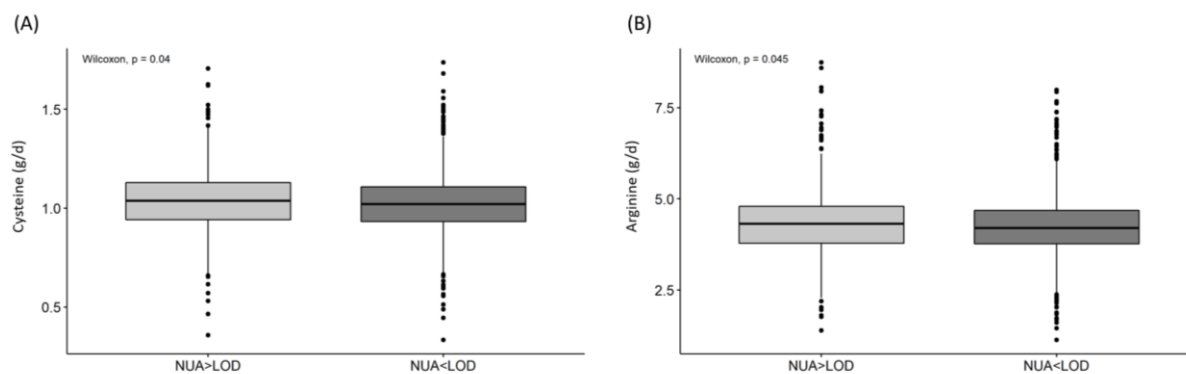 (A)
Wilcoxon, p = 0.04
Cysteine (g/d)
1.5
1.0
0.5
NUA>LOD
NUA<LOD
(B)
Wilcoxon, p = 0.045
Arginine (g/d)
7.5
5.0
2.5
NUA>LOD
NUA<LOD